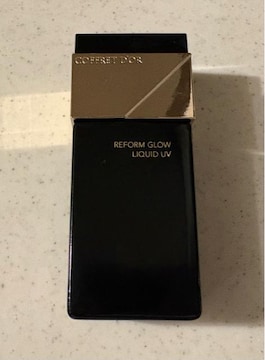 COFFRET D'OR
REFORM GLOW
LIQUID UV